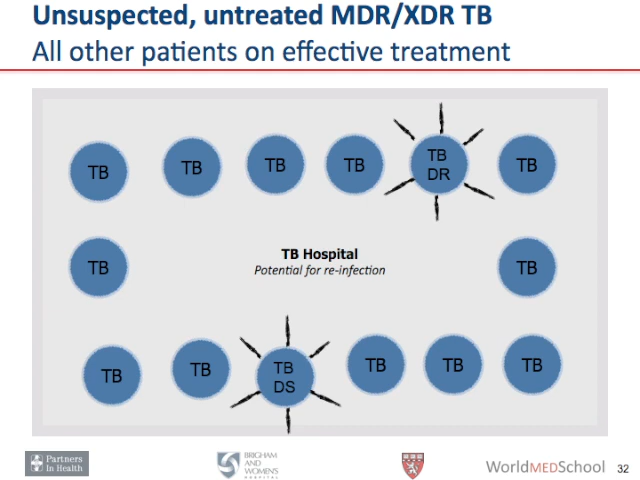 Unsuspected, untreated MDR/XDR TB
All other patients on effective treatment
TB
TB
TB
TB
TB
DR
TB
TB
TB Hospital
Potential for re-infection
TB
TB
TB
TB
DS
TB
TB
TB
Partners
In Health
BRIGHAM
AND
WOMEN'S
HOSPITAL
WorldMEDSchool
32